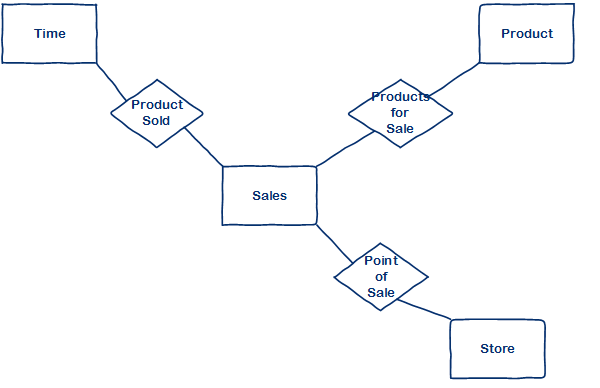 Time
Product
Product
Sold
Products
for
Sale
Sales
Point
of
Sale
Store